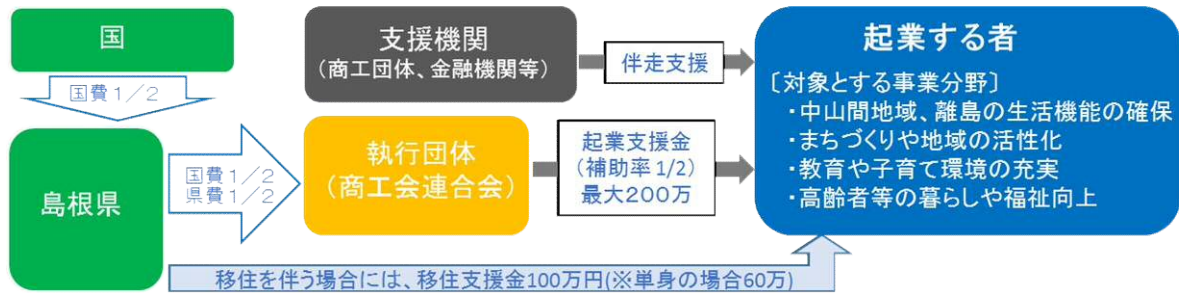 国
国費1/2
島根県
国費1/2
県費1/2
支援機関
(商工団体、金融機関等)
伴走支援
執行団体
(商工会連合会)
起業支援金
(補助率1/2)
最大200万
起業する者
〔対象とする事業分野〕
・中山間地域、離島の生活機能の確保
・まちづくりや地域の活性化
・教育や子育て環境の充実
・高齢者等の暮らしや福祉向上
移住を伴う場合には、移住支援金100万円(※単身の場合60万)